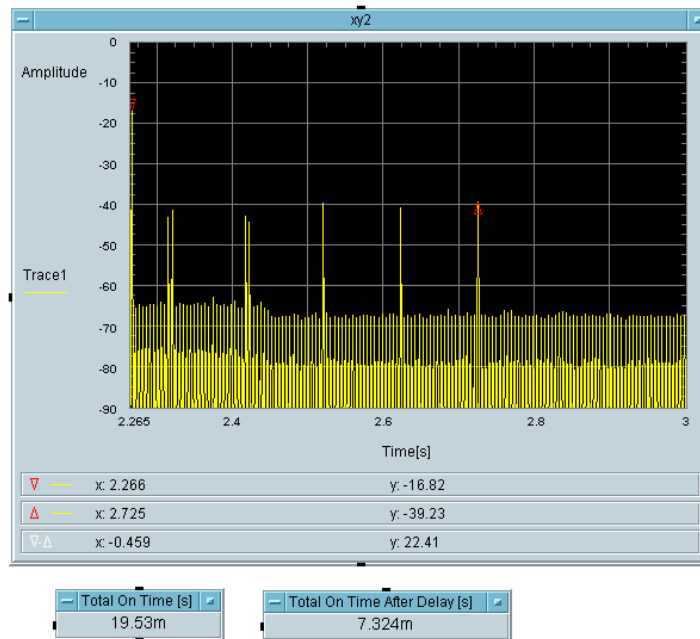 xy2
Amplitude
0
-10
-20
-30
-40
-50
-60
-70
-80
-90
Trace1
2.265 2.4 2.6 2.8 3
Time[s]
x: 2.266 y: -16.82
x: 2.725 y: -39.23
x: -0.459 y: 22.41
Total On Time [s]
19.53m
Total On Time After Delay [s]
7.324m